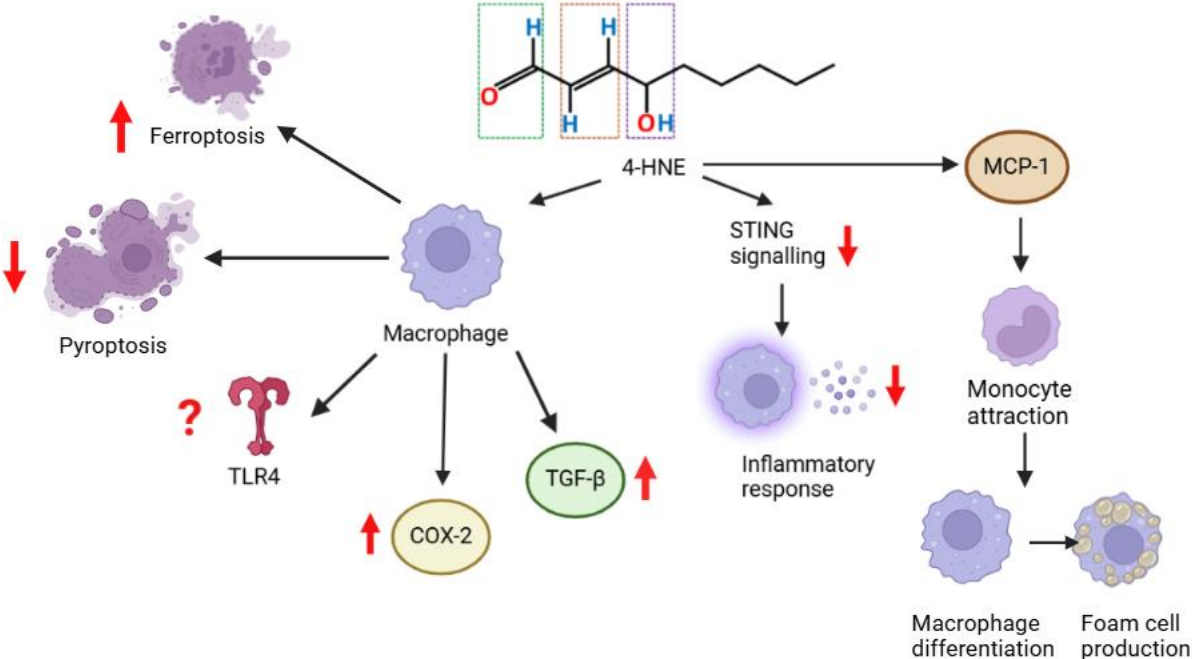 H
H
O
H
OH
Ferroptosis
4-HNE
MCP-1
STING
signalling
Pyroptosis
Macrophage
Monocyte
attraction
?
TLR4
TGF-β
Inflammatory
response
COX-2
Macrophage
differentiation
Foam cell
production